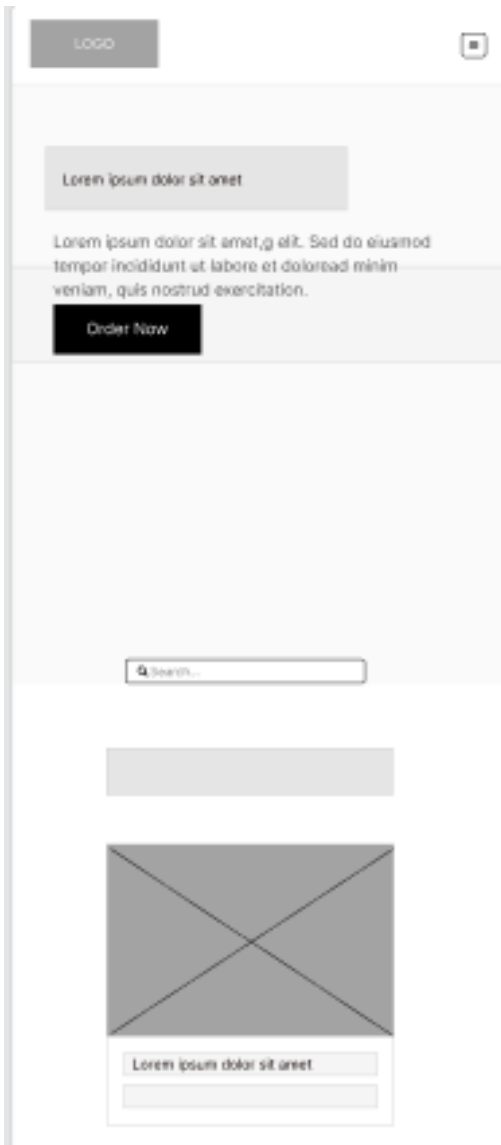 LOGO
Lorem ipsum dolor sit amet
Lorem ipsum dolor sit amet,g elit. Sed do eiusmod
tempor incididunt ut labore et doloread minim
veniam, quis nostrud exercitation.
Order Now
Search...
Lorem ipsum dolor sit amet